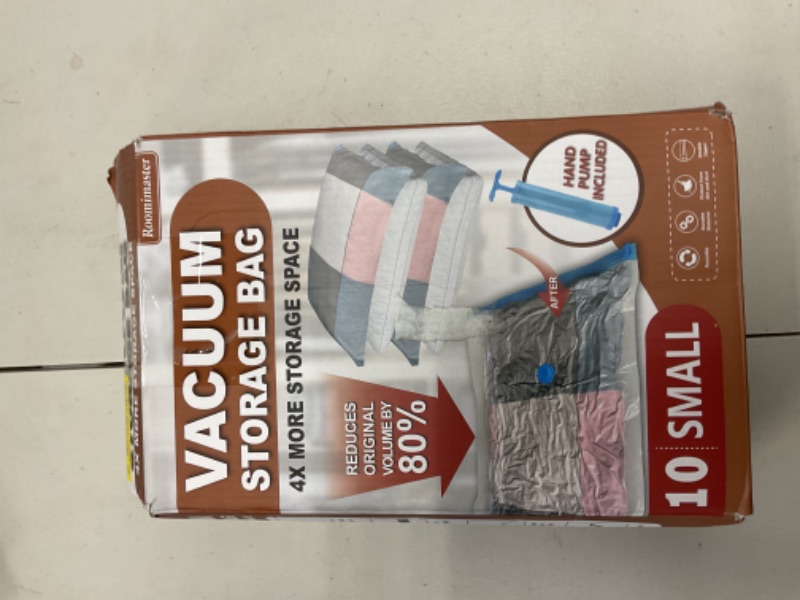 Roomimaster
VACUUM
STORAGE BAG
4X MORE STORAGE SPACE
HAND
PUMP
INCLUDED
REDUCES
ORIGINAL
VOLUME BY
80%
AFTER
10 SMALL